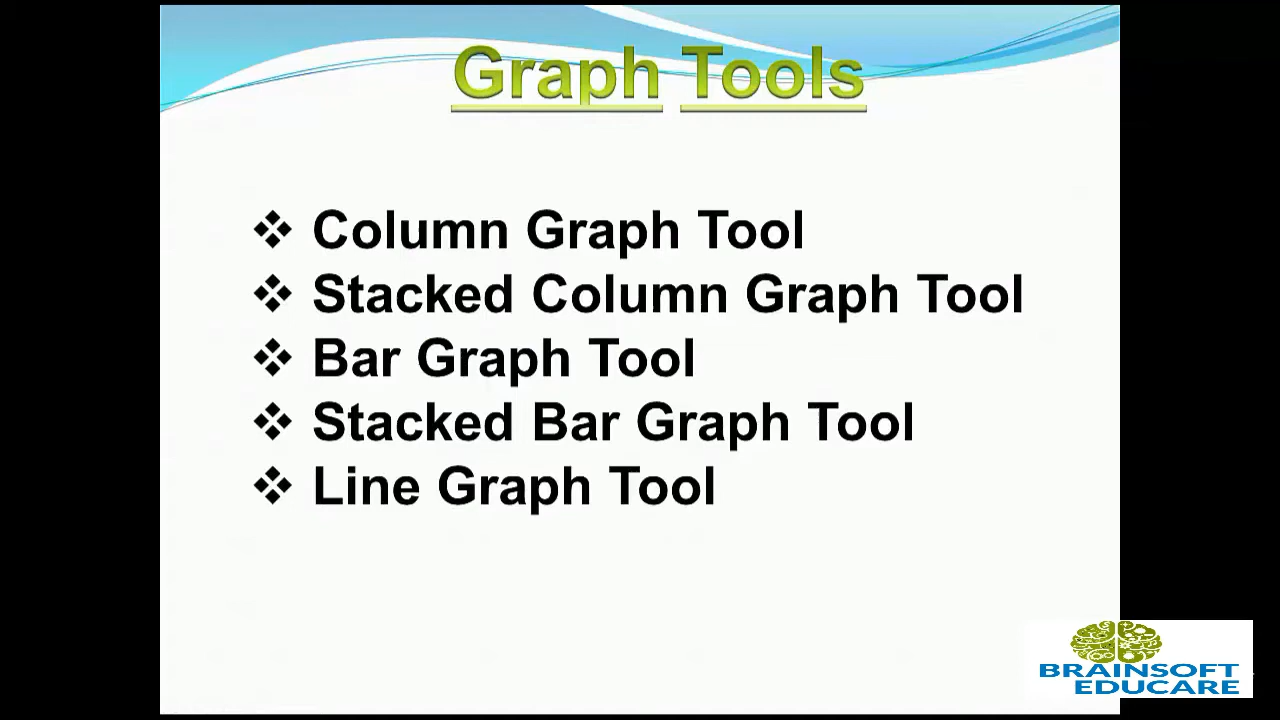 Graph Tools
❖ Column Graph Tool
❖ Stacked Column Graph Tool
❖ Bar Graph Tool
❖ Stacked Bar Graph Tool
❖ Line Graph Tool
BRAINSOFT
EDUCARE